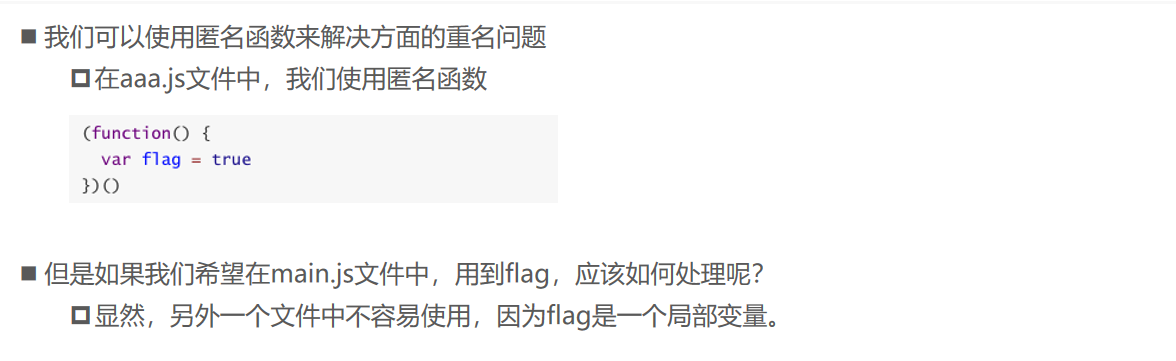 我们可以使用匿名函数来解决方面的重名问题
在aaa.js文件中，我们使用匿名函数
(function() {
  var flag = true
})()
但是如果我们希望在main.js文件中，用到flag，应该如何处理呢？
显然，另外一个文件中不容易使用，因为flag是一个局部变量。